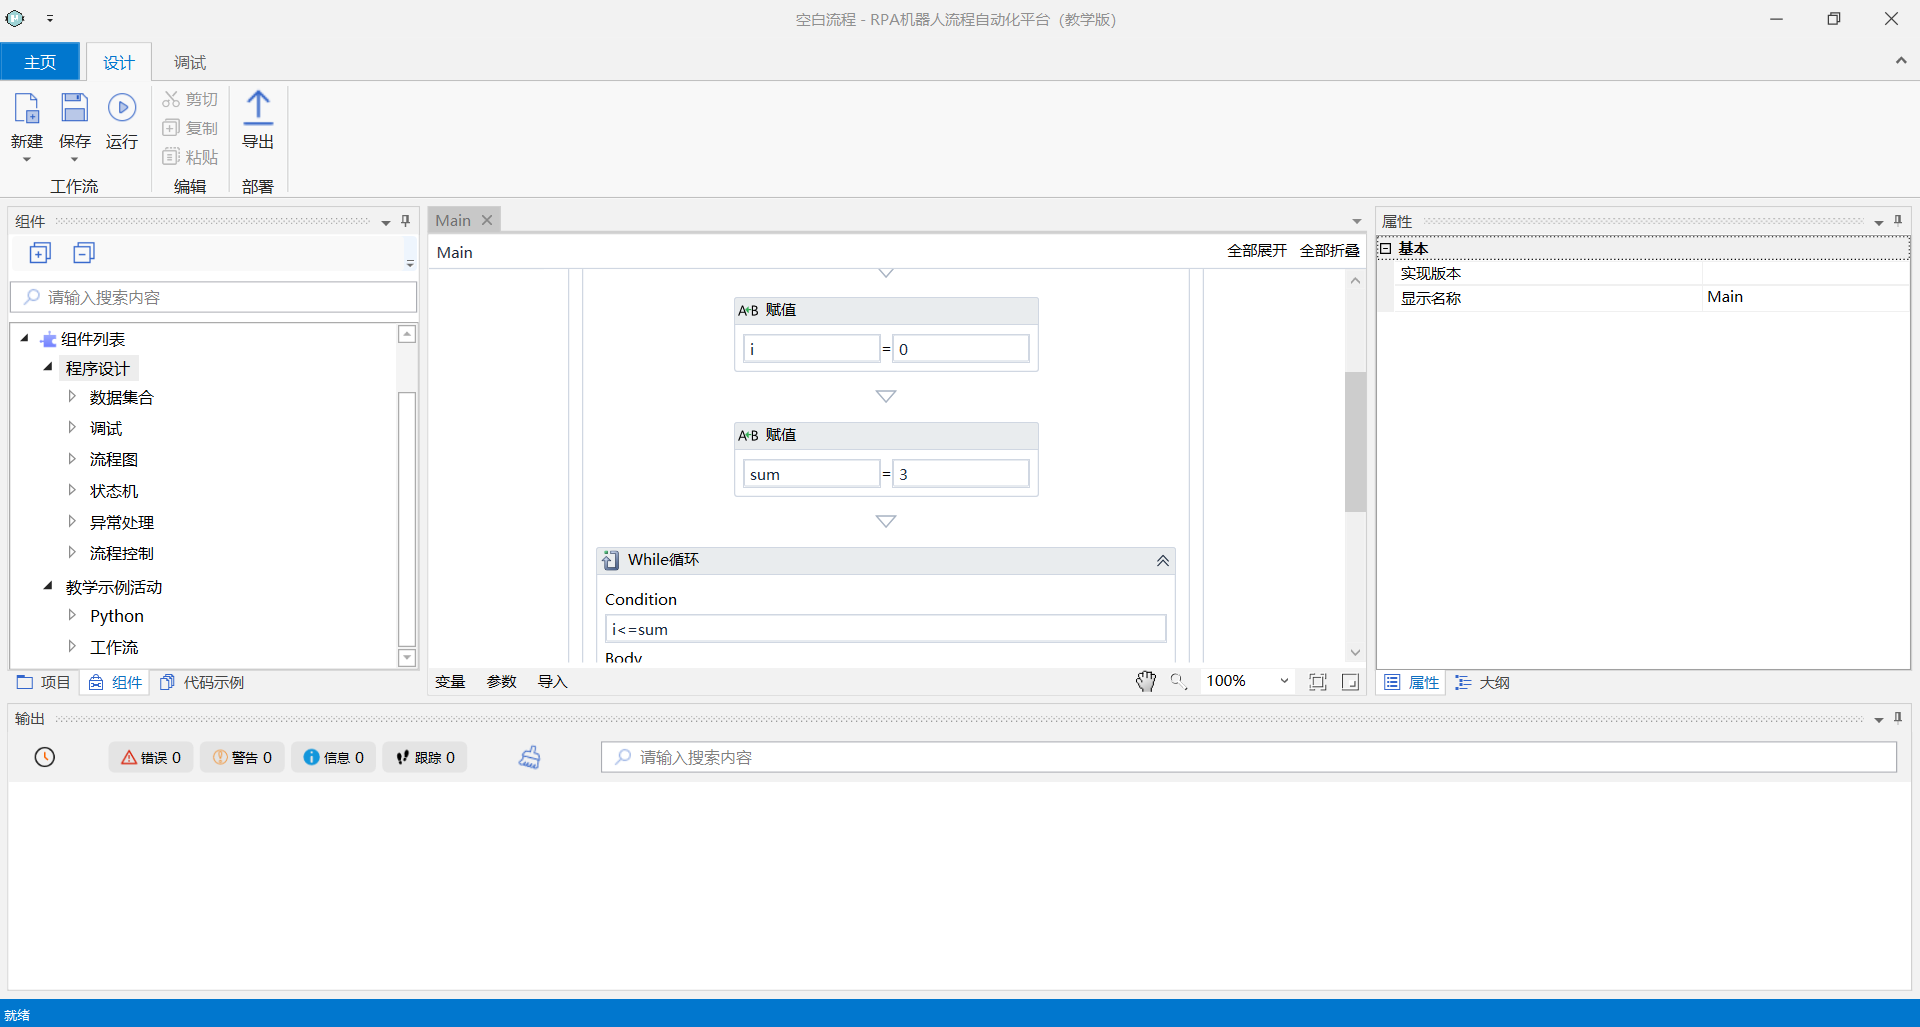 空白流程 - RPA机器人流程自动化平台（教学版）
主页
设计
调试
新建
保存
运行
工作流
剪切
复制
粘贴
编辑
导出
部署
组件
请输入搜索内容
组件列表
程序设计
数据集合
调试
流程图
状态机
异常处理
流程控制
教学示例活动
Python
工作流
项目
组件
代码示例
Main
Main
全部展开 全部折叠
A+B 赋值
i = 0
A+B 赋值
sum = 3
While循环
Condition
i<=sum
Body
变量 参数 导入
100%
属性
基本
实现版本
显示名称 Main
属性
大纲
输出
错误 0
警告 0
信息 0
跟踪 0
请输入搜索内容
就绪